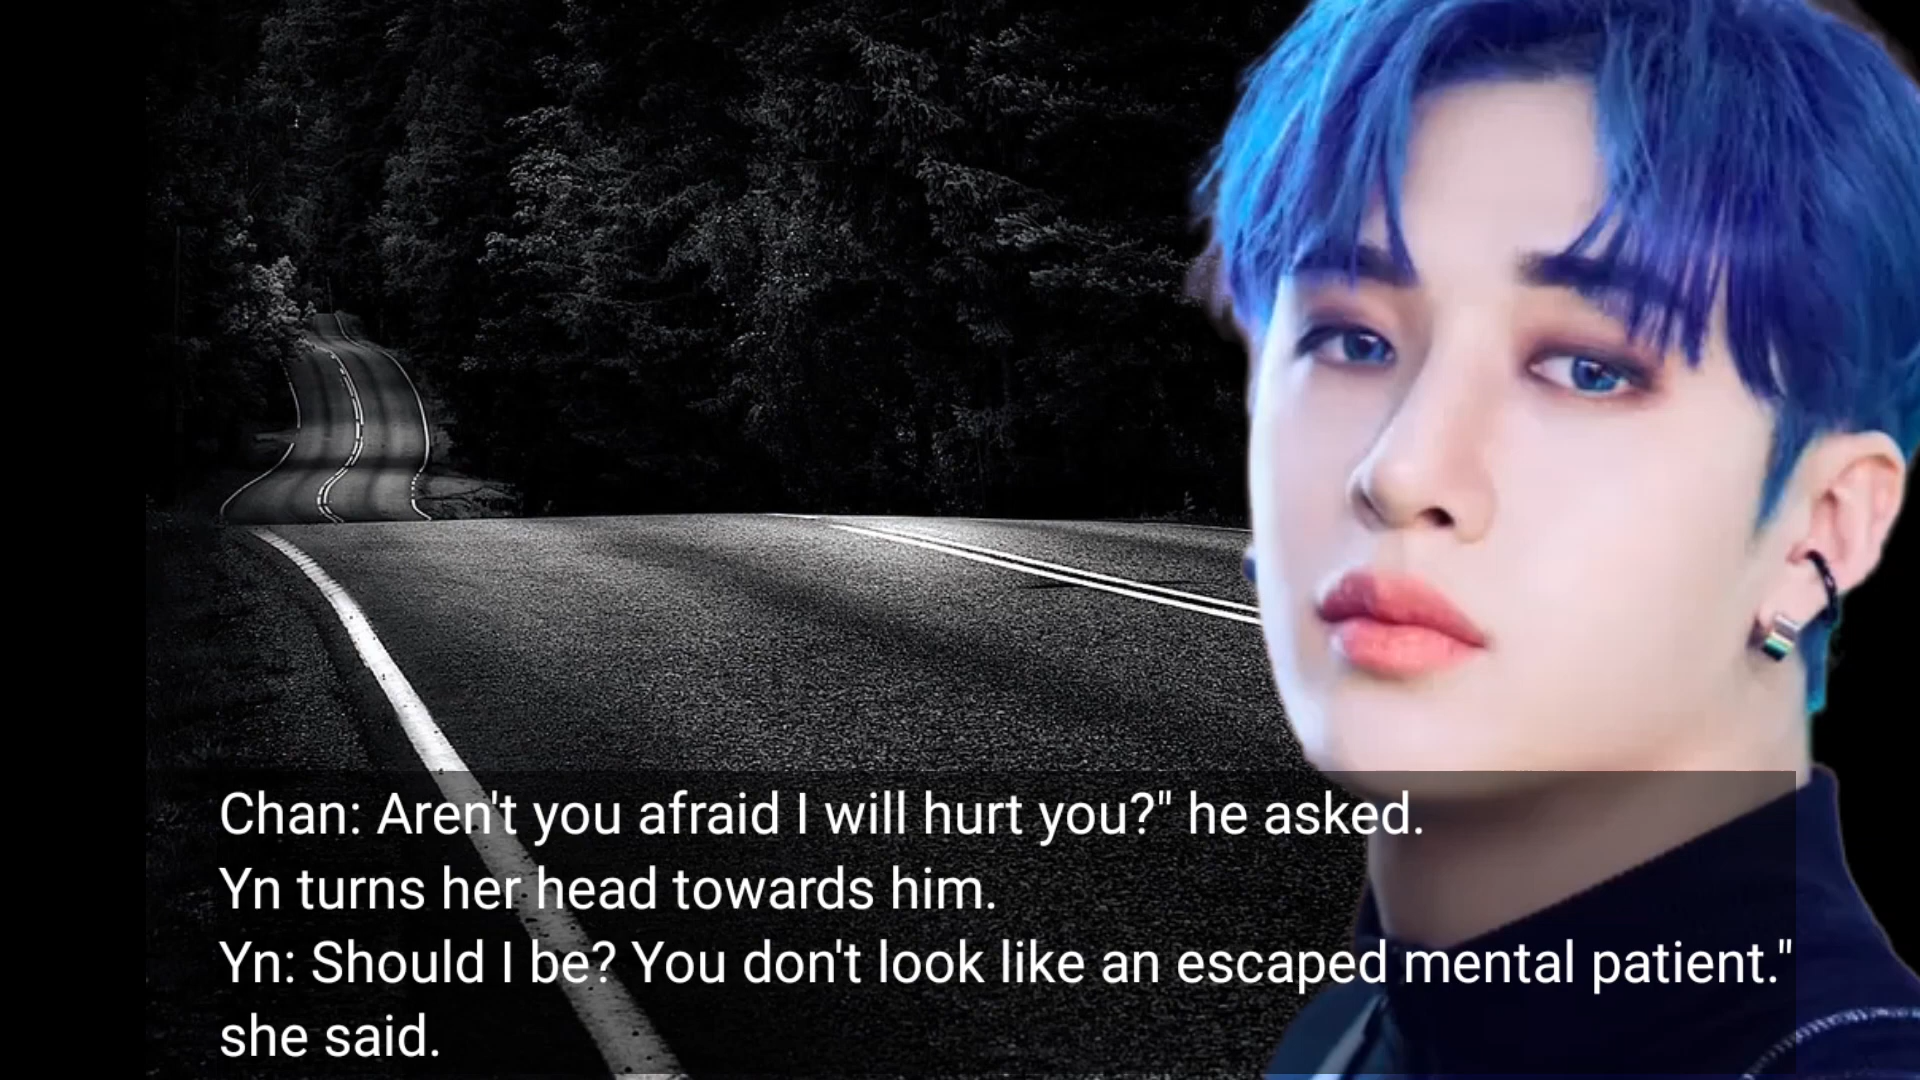 Chan: Aren't you afraid I will hurt you?" he asked.
Yn turns her head towards him.
Yn: Should I be? You don't look like an escaped mental patient."
she said.